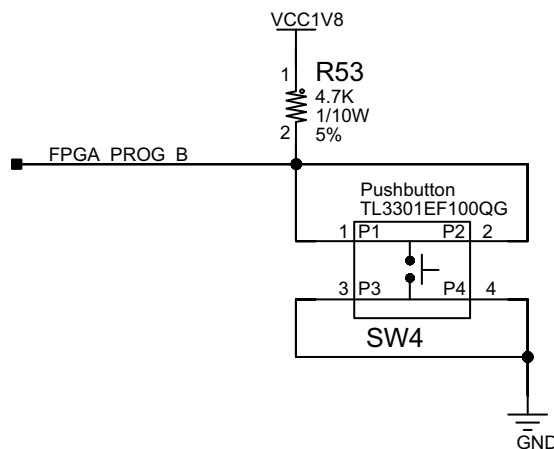 VCC1V8
1
R53
4.7K
1/10W
2
5%
FPGA_PROG_B
Pushbutton
TL3301EF100QG
1 P1 P2 2
3 P3 P4 4
SW4
GND